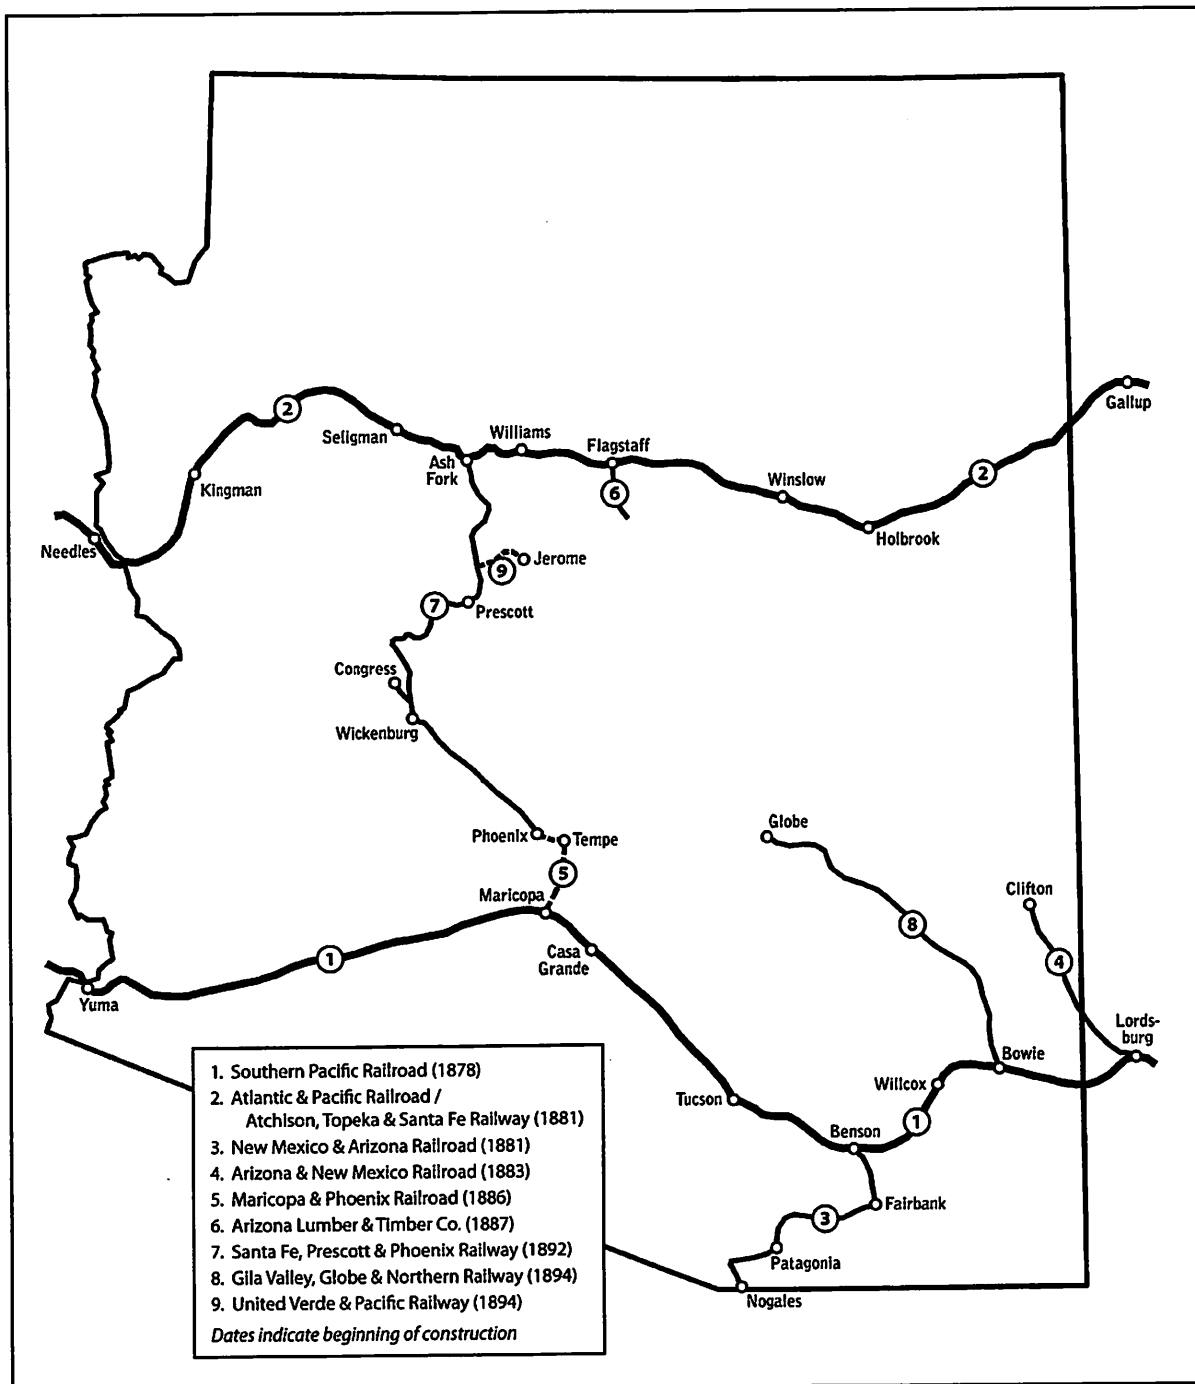 Gallup
2
Seligman
Williams
Flagstaff
Ash
Fork
Kingman
6
Winslow
2
Holbrook
Needles
9
Jerome
7
Prescott
Congress
Wickenburg
Phoenix
Tempe
Globe
5
Maricopa
Clifton
8
4
1
Casa
Grande
Yuma
Lords-
burg
Bowie
Willcox
Tucson
1
Benson
Fairbank
3
Patagonia
Nogales
1. Southern Pacific Railroad (1878)
2. Atlantic & Pacific Railroad /
Atchison, Topeka & Santa Fe Railway (1881)
3. New Mexico & Arizona Railroad (1881)
4. Arizona & New Mexico Railroad (1883)
5. Maricopa & Phoenix Railroad (1886)
6. Arizona Lumber & Timber Co. (1887)
7. Santa Fe, Prescott & Phoenix Railway (1892)
8. Gila Valley, Globe & Northern Railway (1894)
9. United Verde & Pacific Railway (1894)
Dates indicate beginning of construction